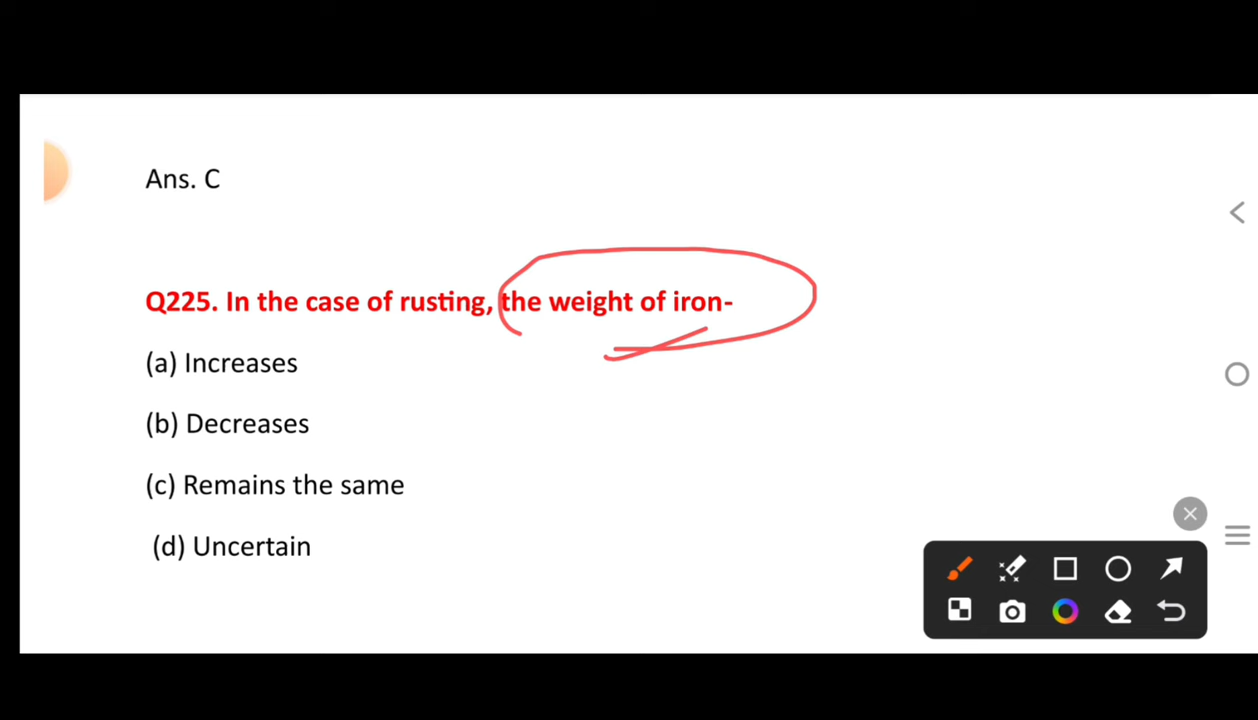 Ans. C
Q225. In the case of rusting, the weight of iron-
(a) Increases
(b) Decreases
(c) Remains the same
(d) Uncertain